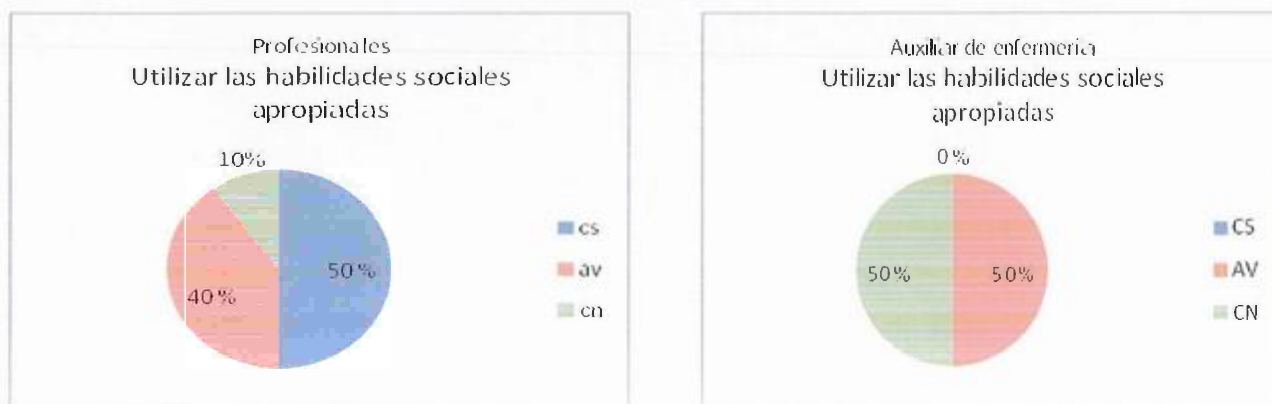 Profesionales
Utilizar las habilidades sociales
apropiadas
10%
50%
40%
cs
av
cn
Auxiliar de enfermería
Utilizar las habilidades sociales
apropiadas
0%
50%
50%
CS
AV
CN